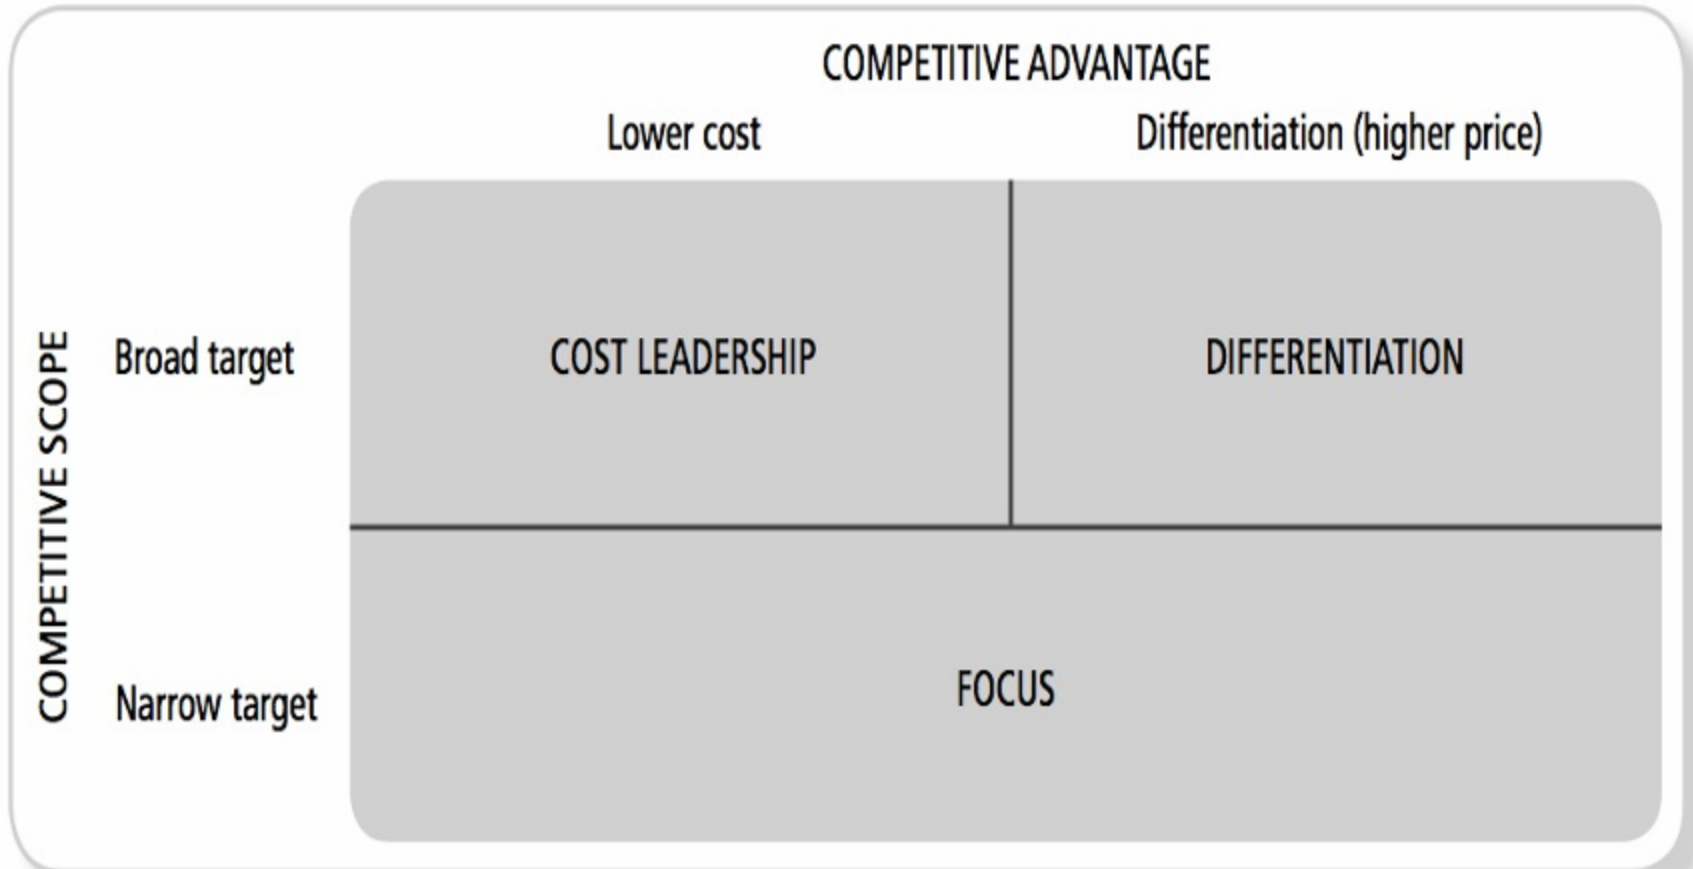 COMPETITIVE ADVANTAGE
Lower cost
Differentiation (higher price)
COMPETITIVE SCOPE
Broad target
COST LEADERSHIP
DIFFERENTIATION
Narrow target
FOCUS